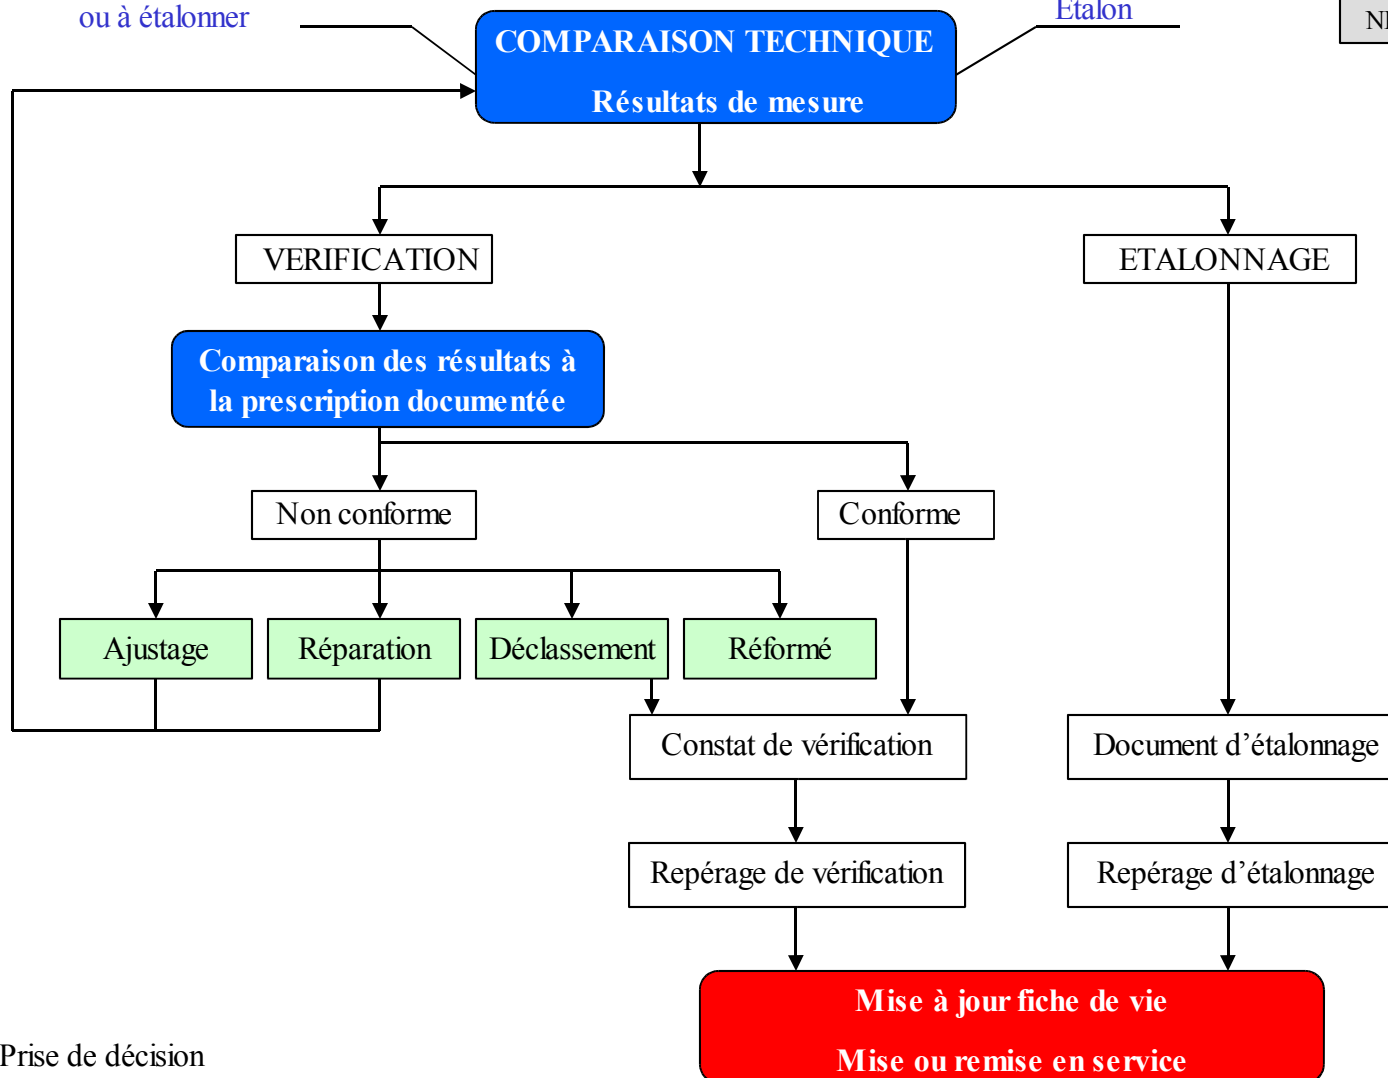 ou à étalonner
Etalon
COMPARAISON TECHNIQUE
Résultats de mesure
VERIFICATION
ETALONNAGE
Comparaison des résultats à
la prescription documentée
Non conforme
Conforme
Ajustage
Réparation
Déclassement
Réformé
Constat de vérification
Document d’étalonnage
Repérage de vérification
Repérage d’étalonnage
Mise à jour fiche de vie
Mise ou remise en service
Prise de décision